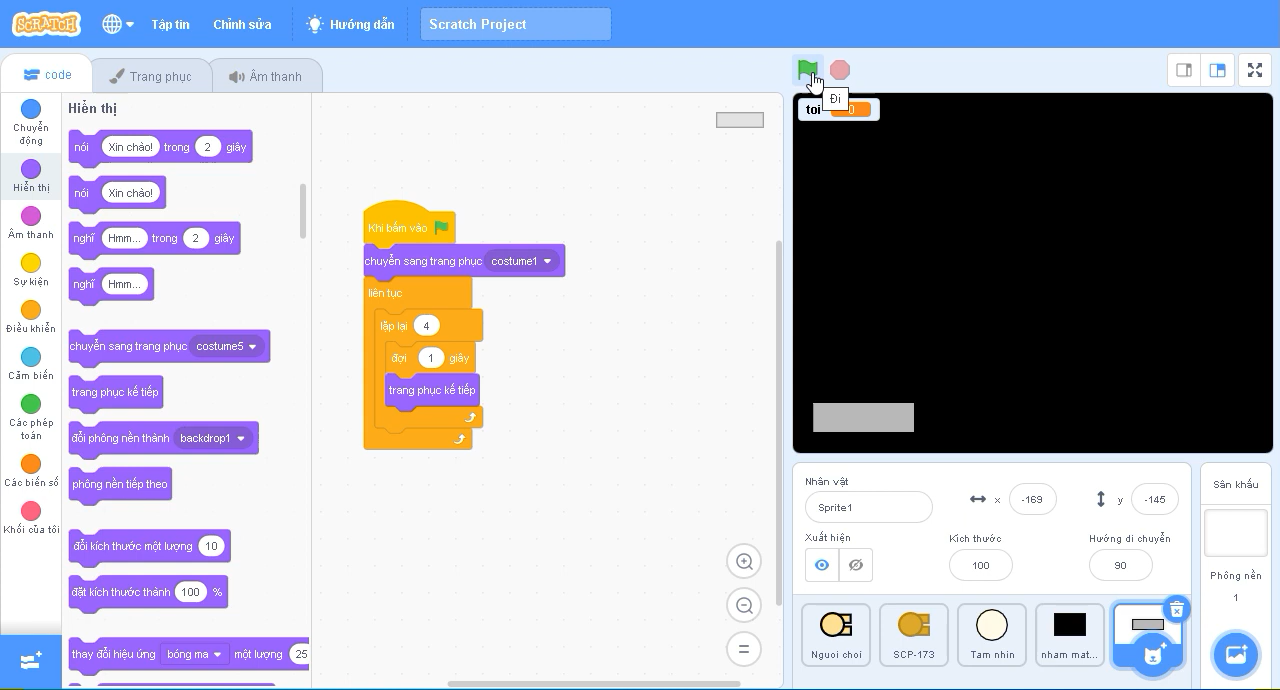 SCRATCH
Tập tin
Chỉnh sửa
Hướng dẫn
Scratch Project
code
Trang phục
Âm thanh
Đi
toi
0
Chuyển động
Hiển thị
Âm thanh
Sự kiện
Điều khiển
Cảm biến
Các phép toán
Các biến số
Khối của tôi
Hiển thị
nói Xin chào! trong 2 giây
nói Xin chào!
nghĩ Hmm... trong 2 giây
nghĩ Hmm...
chuyển sang trang phục costume5
trang phục kế tiếp
đổi phông nền thành backdrop1
phông nền tiếp theo
đổi kích thước một lượng 10
đặt kích thước thành 100 %
thay đổi hiệu ứng bóng ma một lượng 25
Khi bấm vào
chuyển sang trang phục costume1
liên tục
lặp lại 4
đợi 1 giây
trang phục kế tiếp
Nhân vật
Sprite1
x -169
y -145
Xuất hiện
Kích thước
100
Hướng di chuyển
90
Nguoi choi
SCP-173
Tam nhin
nham mat...
Sân khấu
Phông nền
1